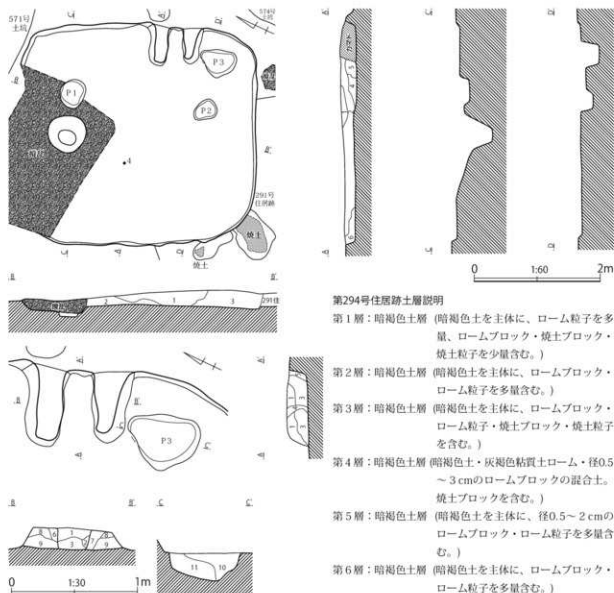 571号
土坑
P3
P1
P2
攪乱
4
291号
住居跡
焼土
焼土
カマド
0
1:60
2m
2
1
3
291住
第294号住居跡土層説明
第1層：暗褐色土層 (暗褐色土を主体に、ローム粒子を多
量、ロームブロック・焼土ブロック・
焼土粒子を少量含む。)
第2層：暗褐色土層 (暗褐色土を主体に、ロームブロック・
ローム粒子を多量含む。)
第3層：暗褐色土層 (暗褐色土を主体に、ロームブロック・
ローム粒子・焼土ブロック・焼土粒子
を含む。)
第4層：暗褐色土層 (暗褐色土・灰褐色粘質土ローム・径0.5
～3cmのロームブロックの混合土。
焼土ブロックを含む。)
第5層：暗褐色土層 (暗褐色土を主体に、径0.5～2cmの
ロームブロック・ローム粒子を多量含
む。)
第6層：暗褐色土層 (暗褐色土を主体に、ロームブロック・
ローム粒子を多量含む。)
P3
B
B'
C
C'
11
10
0
1:30
1m